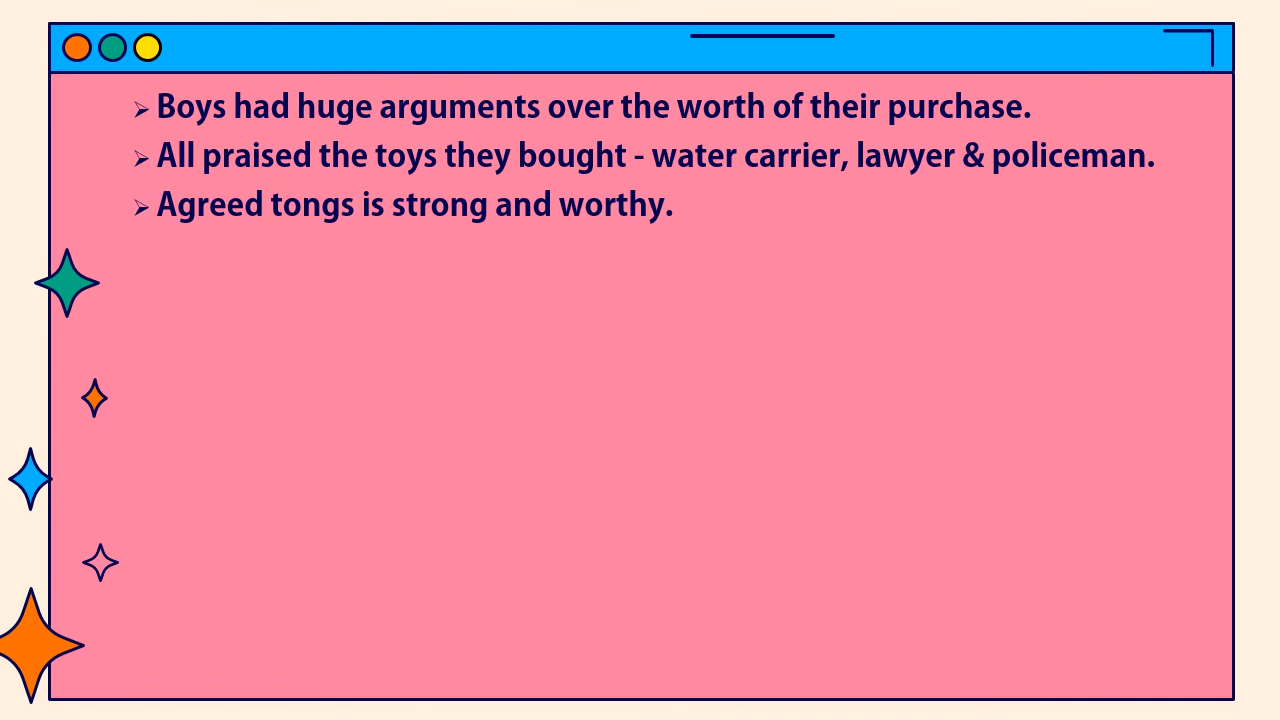 ➢ Boys had huge arguments over the worth of their purchase.
➢ All praised the toys they bought - water carrier, lawyer & policeman.
➢ Agreed tongs is strong and worthy.